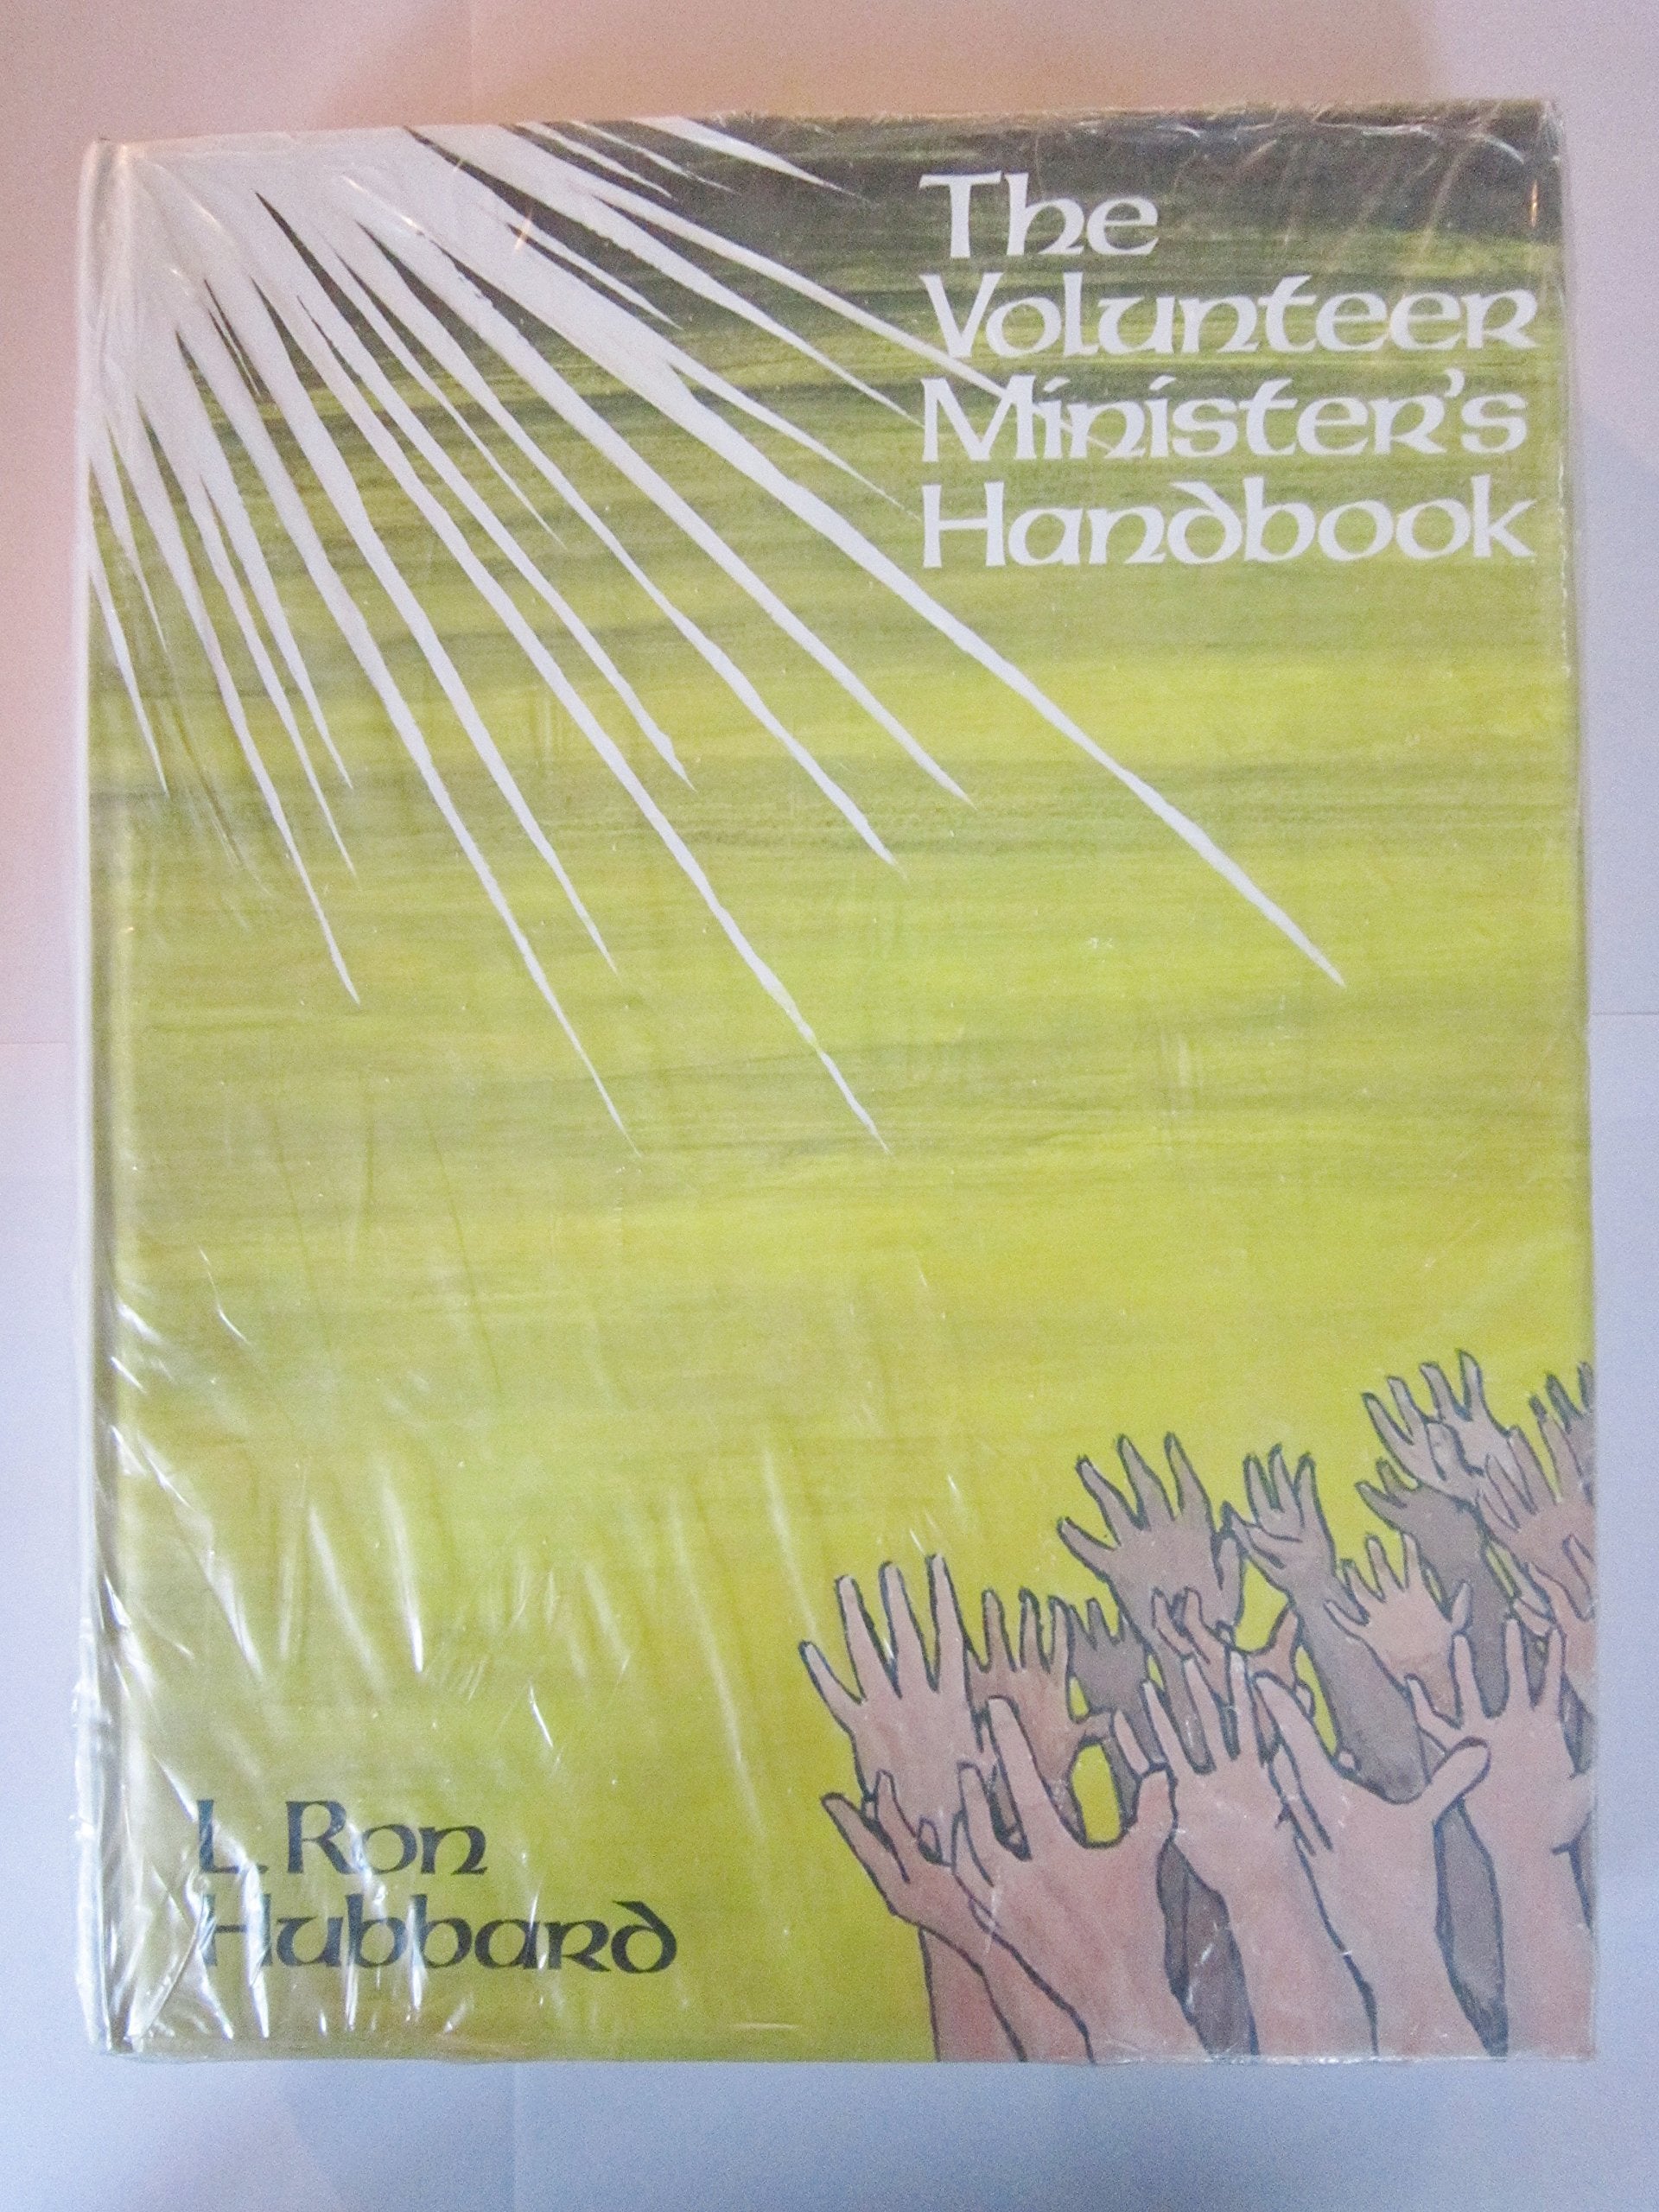 The
Volunteer
Minister's
Handbook
L. Ron
Hubbard